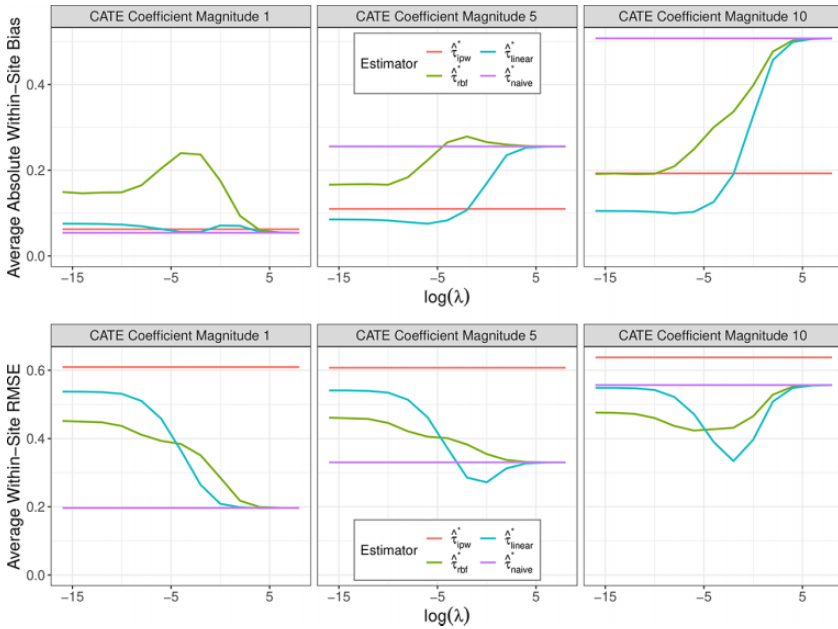 CATE Coefficient Magnitude 1
CATE Coefficient Magnitude 5
CATE Coefficient Magnitude 10
Average Absolute Within−Site Bias
0.4
0.2
0.0
Estimator
τ̂*ipw
τ̂*linear
τ̂*rbf
τ̂*naive
−15 −5 5
−15 −5 5
−15 −5 5
log(λ)
CATE Coefficient Magnitude 1
CATE Coefficient Magnitude 5
CATE Coefficient Magnitude 10
Average Within−Site RMSE
0.6
0.4
0.2
0.0
Estimator
τ̂*ipw
τ̂*linear
τ̂*rbf
τ̂*naive
−15 −5 5
−15 −5 5
−15 −5 5
log(λ)